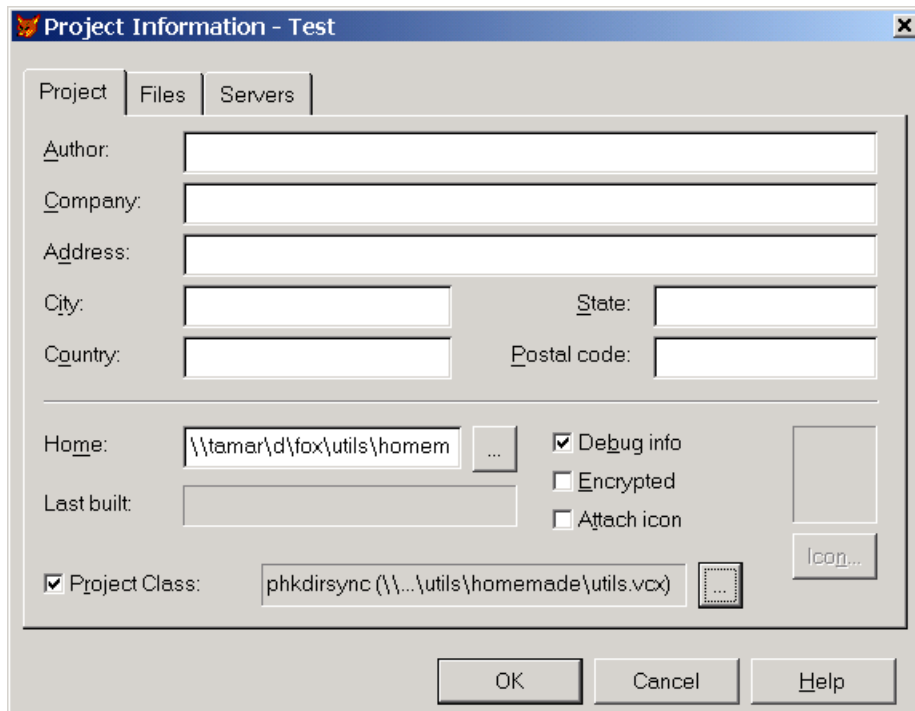 Project Information - Test
Project Files Servers
Author:
Company:
Address:
City: State:
Country: Postal code:
Home: \\tamar\d\fox\utils\homem ... Debug info
Encrypted
Last built:
Attach icon
Icon...
Project Class: phkdirsync (\\...\utils\homemade\utils.vcx) ...
OK Cancel Help